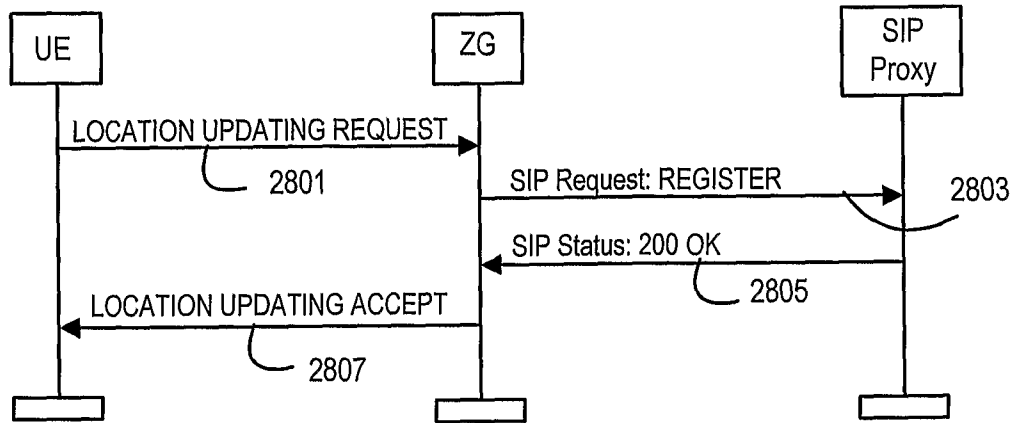 UE
ZG
SIP
Proxy
LOCATION UPDATING REQUEST
2801
SIP Request: REGISTER
2803
SIP Status: 200 OK
2805
LOCATION UPDATING ACCEPT
2807